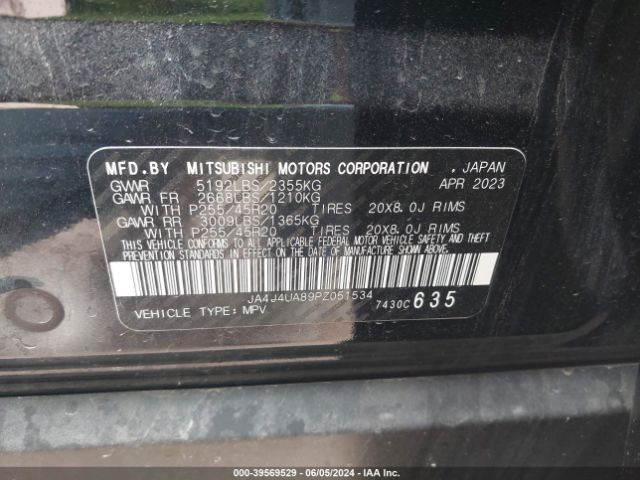 MFD.BY MITSUBISHI MOTORS CORPORATION , JAPAN
GVWR 5192LBS/2355KG APR 2023
GAWR FR 2668LBS/1210KG
WITH P255/45R20 TIRES 20X8.0J RIMS
GAWR RR 3009LBS/1365KG
WITH P255/45R20 TIRES 20X8.0J RIMS
THIS VEHICLE CONFORMS TO ALL APPLICABLE FEDERAL MOTOR VEHICLE SAFETY AND THEFT
PREVENTION STANDARDS IN EFFECT ON THE DATE OF MANUFACTURE SHOWN ABOVE.
JA4J4UA89PZ051534
VEHICLE TYPE: MPV 7430C 635
000-39569529 | 06/05/2024 | IAAI.COM